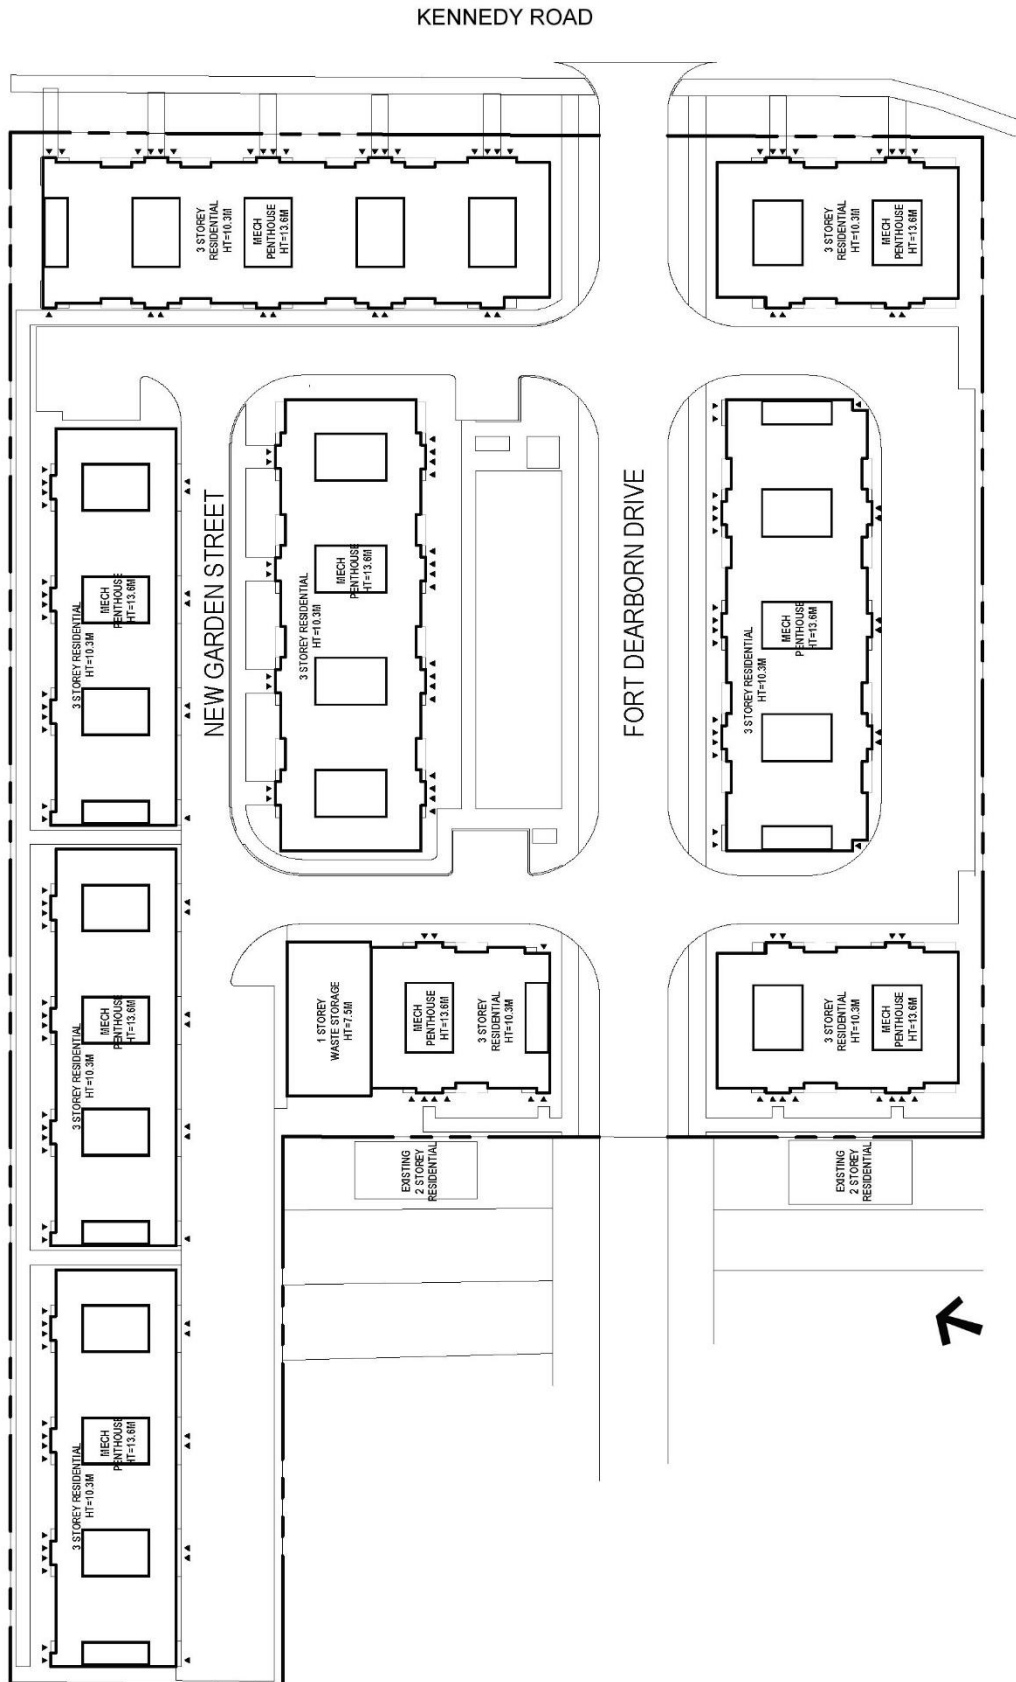 KENNEDY ROAD
3 STOREY
RESIDENTIAL
HT=10.3M
MECH
PENTHOUSE
HT=13.6M
3 STOREY
RESIDENTIAL
HT=10.3M
MECH
PENTHOUSE
HT=13.6M
3 STOREY RESIDENTIAL
HT=10.3M
MECH
PENTHOUSE
HT=13.6M
NEW GARDEN STREET
3 STOREY RESIDENTIAL
HT=10.3M
MECH
PENTHOUSE
HT=13.6M
FORT DEARBORN DRIVE
3 STOREY RESIDENTIAL
HT=10.3M
MECH
PENTHOUSE
HT=13.6M
3 STOREY RESIDENTIAL
HT=10.3M
MECH
PENTHOUSE
HT=13.6M
1 STOREY
WASTE STORAGE
HT=7.5M
MECH
PENTHOUSE
HT=13.6M
3 STOREY
RESIDENTIAL
HT=10.3M
3 STOREY
RESIDENTIAL
HT=10.3M
MECH
PENTHOUSE
HT=13.6M
EXISTING
2 STOREY
RESIDENTIAL
EXISTING
2 STOREY
RESIDENTIAL
3 STOREY RESIDENTIAL
HT=10.3M
MECH
PENTHOUSE
HT=13.6M